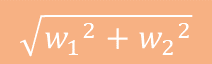 √(w₁² + w₂²)